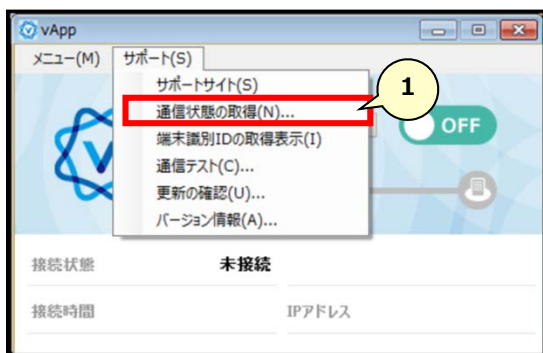 vApp
メニュー(M) サポート(S)
サポートサイト(S)
通信状態の取得(N)...
1
端末識別IDの取得表示(I)
OFF
通信テスト(C)...
更新の確認(U)...
バージョン情報(A)...
接続状態 未接続
接続時間 IPアドレス